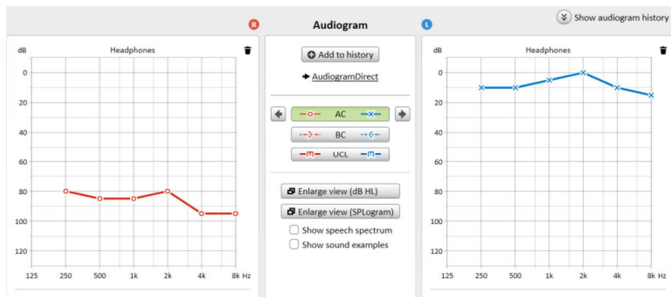 Show audiogram history
R
Audiogram
L
dB
Headphones
0
20
40
60
80
100
120
125
250
500
1k
2k
4k
8k Hz
Add to history
AudiogramDirect
AC
BC
UCL
Enlarge view (dB HL)
Enlarge view (SPLogram)
Show speech spectrum
Show sound examples
dB
Headphones
0
20
40
60
80
100
120
125
250
500
1k
2k
4k
8k Hz